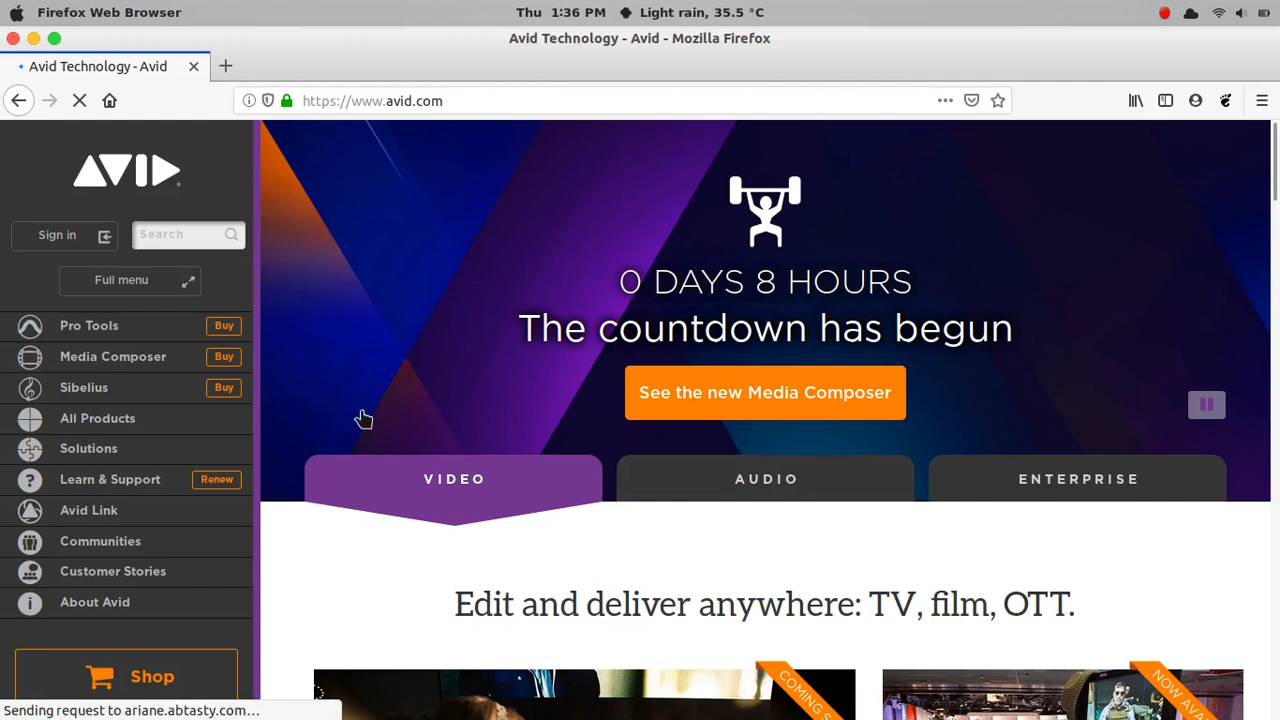 Firefox Web Browser
Thu 1:36 PM Light rain, 35.5 °C
Avid Technology - Avid - Mozilla Firefox
Avid Technology - Avid
https://www.avid.com
AVID
Sign in
Search
Full menu
Pro Tools Buy
Media Composer Buy
Sibelius Buy
All Products
Solutions
Learn & Support Renew
Avid Link
Communities
Customer Stories
About Avid
Shop
0 DAYS 8 HOURS
The countdown has begun
See the new Media Composer
VIDEO AUDIO ENTERPRISE
Edit and deliver anywhere: TV, film, OTT.
COMING
NOW
Sending request to ariane.abtasty.com…